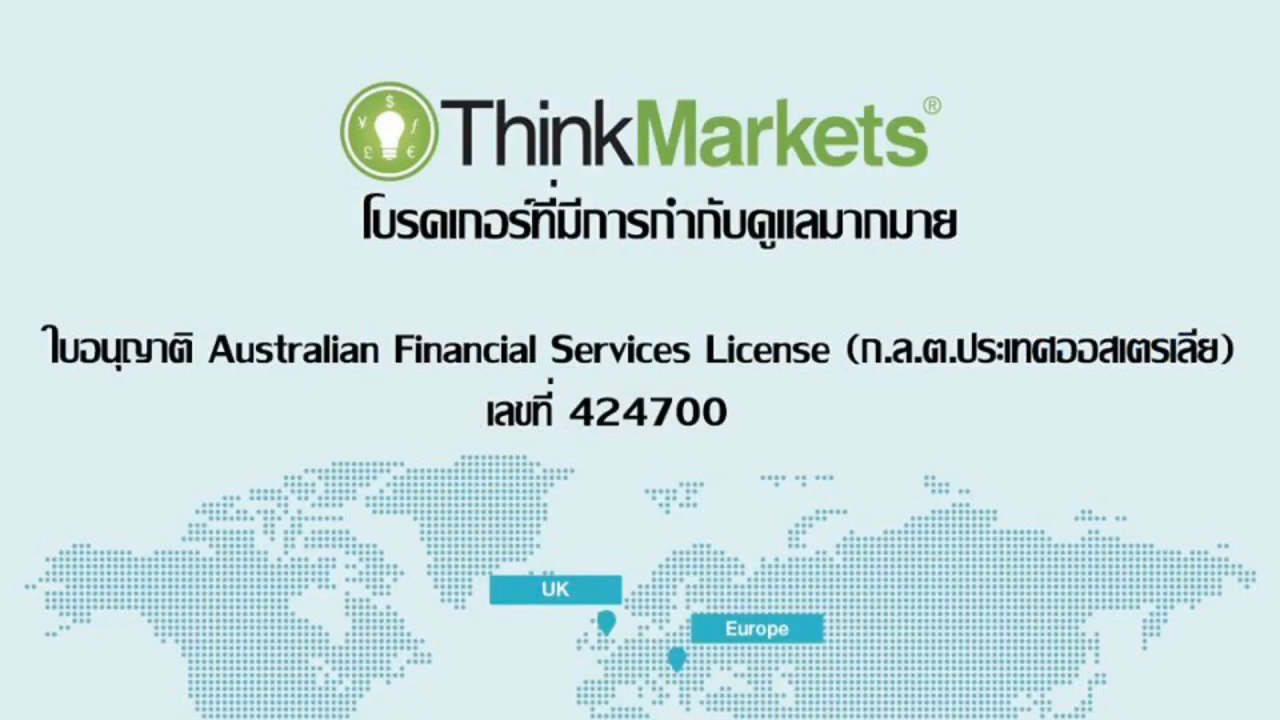 ThinkMarkets®
โบรคเกอร์ที่มีการกำกับดูแลมากมาย
ใบอนุญาติ Australian Financial Services License (ก.ล.ต.ประเทศออสเตรเลีย)
เลขที่ 424700
UK
Europe